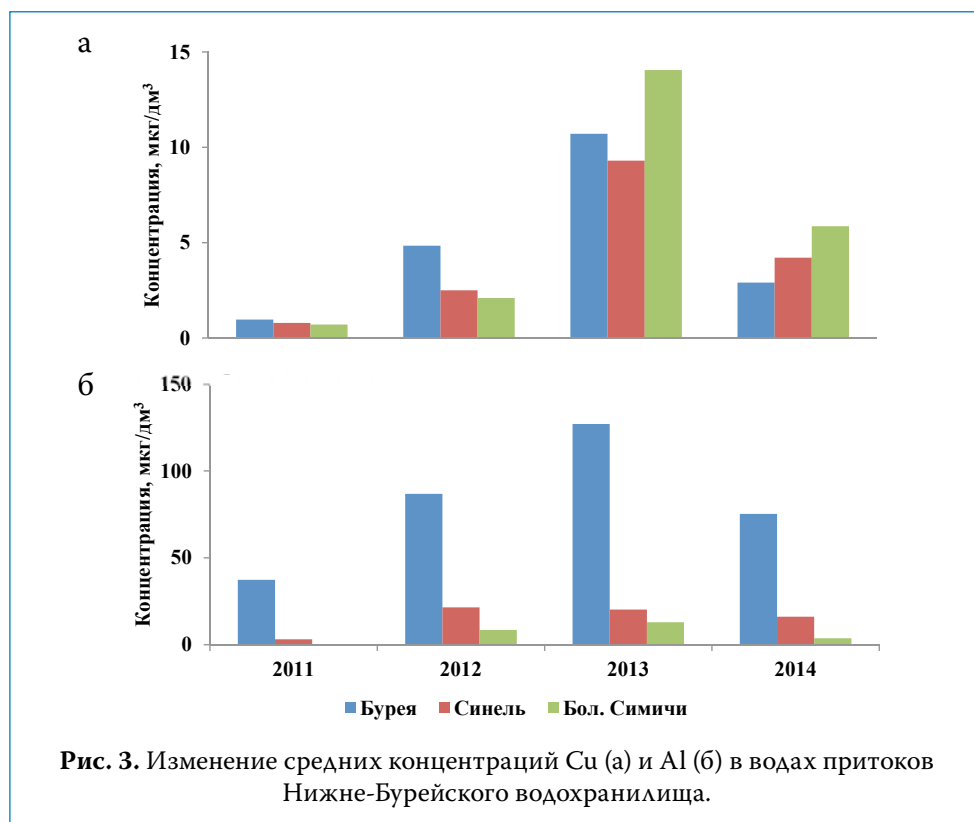 а
Концентрация, мкг/дм³
15
10
5
0
б
Концентрация, мкг/дм³
150
100
50
0
2011 2012 2013 2014
Бурея Синель Бол. Симичи
Рис. 3. Изменение средних концентраций Cu (а) и Al (б) в водах притоков
Нижне-Бурейского водохранилища.